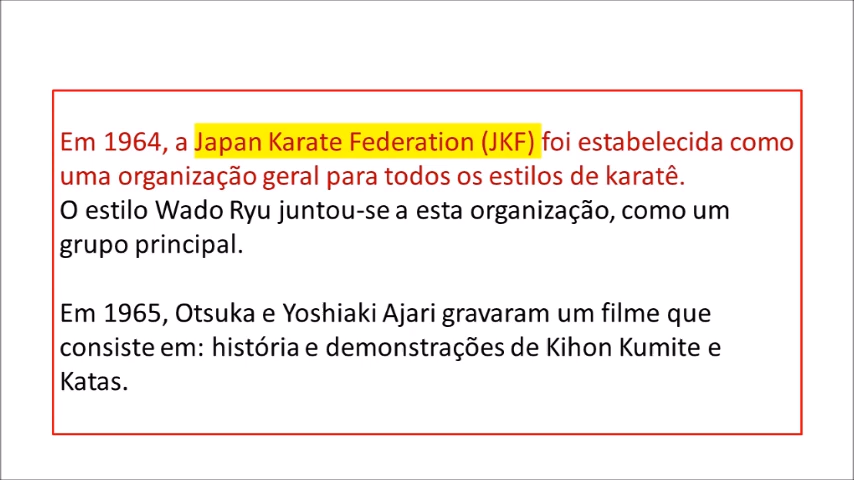 Em 1964, a Japan Karate Federation (JKF) foi estabelecida como
uma organização geral para todos os estilos de karatê.
O estilo Wado Ryu juntou-se a esta organização, como um
grupo principal.
Em 1965, Otsuka e Yoshiaki Ajari gravaram um filme que
consiste em: história e demonstrações de Kihon Kumite e
Katas.